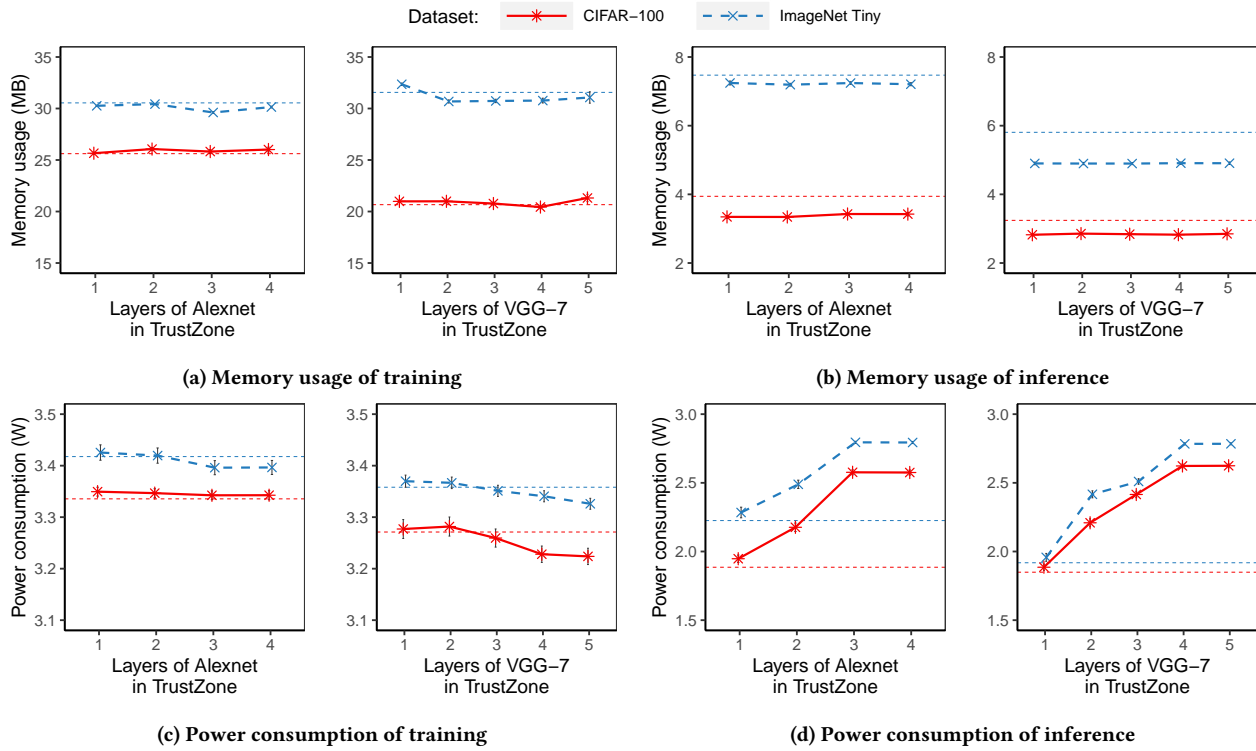 Dataset: CIFAR−100 ImageNet Tiny
Memory usage (MB)
35
30
25
20
15
1 2 3 4
Layers of Alexnet
in TrustZone
35
30
25
20
15
1 2 3 4 5
Layers of VGG−7
in TrustZone
(a) Memory usage of training
Memory usage (MB)
8
6
4
2
1 2 3 4
Layers of Alexnet
in TrustZone
8
6
4
2
1 2 3 4 5
Layers of VGG−7
in TrustZone
(b) Memory usage of inference
Power consumption (W)
3.5
3.4
3.3
3.2
3.1
1 2 3 4
Layers of Alexnet
in TrustZone
3.5
3.4
3.3
3.2
3.1
1 2 3 4 5
Layers of VGG−7
in TrustZone
(c) Power consumption of training
Power consumption (W)
3.0
2.5
2.0
1.5
1 2 3 4
Layers of Alexnet
in TrustZone
3.0
2.5
2.0
1.5
1 2 3 4 5
Layers of VGG−7
in TrustZone
(d) Power consumption of inference